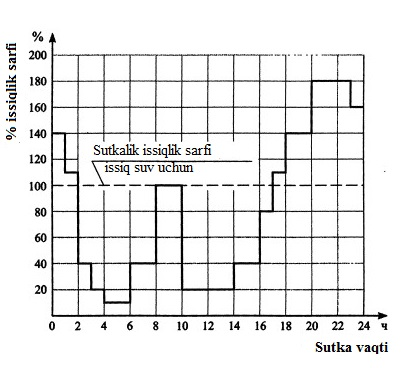 %
% issiqlik sarfi
200
180
160
140
120
100
80
60
40
20
Sutkalik issiqlik sarfi
issiq suv uchun
0 2 4 6 8 10 12 14 16 18 20 22 24 ч
Sutka vaqti